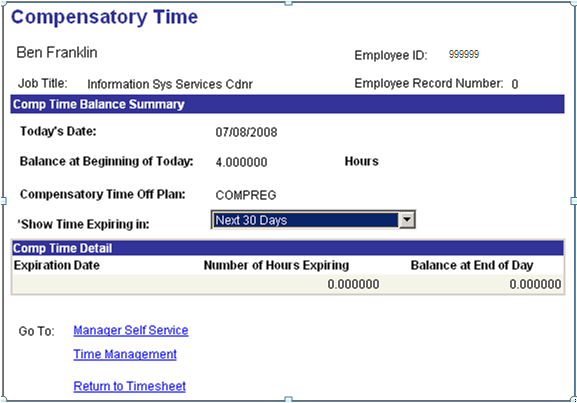 Compensatory Time
Ben Franklin Employee ID: 999999
Job Title: Information Sys Services Cdnr Employee Record Number: 0
Comp Time Balance Summary
Today's Date: 07/08/2008
Balance at Beginning of Today: 4.000000 Hours
Compensatory Time Off Plan: COMPREG
*Show Time Expiring in: Next 30 Days
Comp Time Detail
Expiration Date Number of Hours Expiring Balance at End of Day
0.000000 0.000000
Go To: Manager Self Service
Time Management
Return to Timesheet